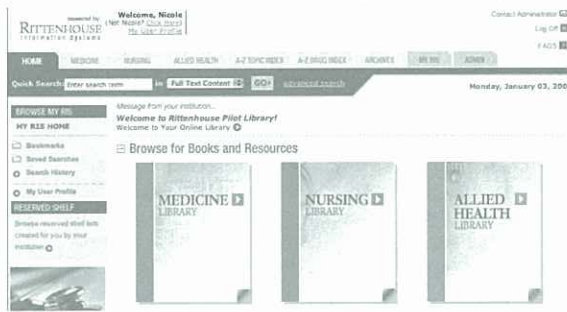 powered by
RITTENHOUSE
Information Systems
Welcome, Nicole
(Not Nicole? Click Here)
My User Profile
Contact Administrator
Log Off
FAQS
HOME MEDICINE NURSING ALLIED HEALTH A-Z TOPIC INDEX A-Z DRUG INDEX ARCHIVES MY RIS ADMIN
Quick Search: Enter search term in Full Text Content GO advanced search
Monday, January 03, 200
BROWSE MY RIS
MY RIS HOME
Bookmarks
Saved Searches
Search History
My User Profile
RESERVED SHELF
Browse reserved shelf lists
created for you by your
institution
Message from your institution...
Welcome to Rittenhouse Pilot Library!
Welcome to Your Online Library
Browse for Books and Resources
MEDICINE
LIBRARY
NURSING
LIBRARY
ALLIED
HEALTH
LIBRARY